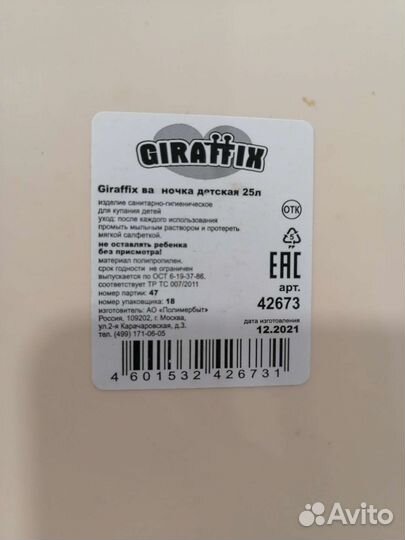 GIRAFFIX
Giraffix ва ночка детская 25л
изделие санитарно-гигиеническое
для купания детей
уход: после каждого использования
промыть мыльным раствором и протереть
мягкой салфеткой.
не оставлять ребенка
без присмотра!
материал полипропилен.
срок годности не ограничен
выпускается по ОСТ 6-19-37-86,
соответствует ТР ТС 007/2011
номер партии: 47
номер упаковщика: 18
изготовитель: АО «Полимербыт»
Россия, 109202, г. Москва,
ул.2-я Карачаровская, д.3.
тел. (499) 171-06-05
ОТК
5
PP
ЕАС
арт.
42673
дата изготовления
12.2021
4 601532 426731
Avito